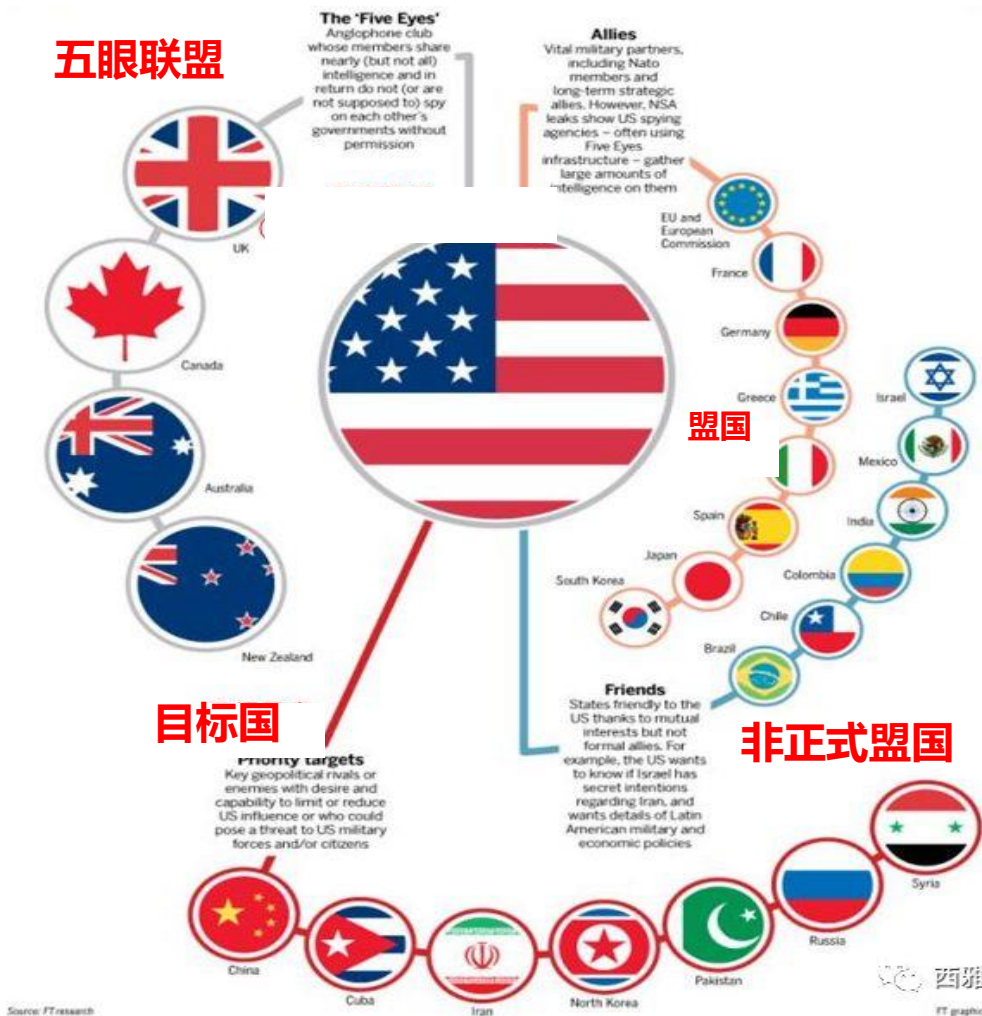 五眼联盟
The 'Five Eyes'
Anglophone club
whose members share
nearly (but not all)
intelligence and in
return do not (or are
not supposed to) spy
on each other's
governments without
permission
Allies
Vital military partners,
including Nato
members and
long-term strategic
allies. However, NSA
leaks show US spying
agencies – often using
Five Eyes
infrastructure – gather
large amounts of
intelligence on them
UK
Canada
Australia
New Zealand
EU and
European
Commission
France
Germany
Greece
盟国
Spain
Japan
South Korea
Israel
Mexico
India
Colombia
Chile
Brazil
目标国
Priority targets
Key geopolitical rivals or
enemies with desire and
capability to limit or reduce
US influence or who could
pose a threat to US military
forces and/or citizens
Friends
States friendly to the
US thanks to mutual
interests but not
formal allies. For
example, the US wants
to know if Israel has
secret intentions
regarding Iran, and
wants details of Latin
American military and
economic policies
非正式盟国
China
Cuba
Iran
North Korea
Pakistan
Russia
Syria
西雅
Source: FT research
FT graphic